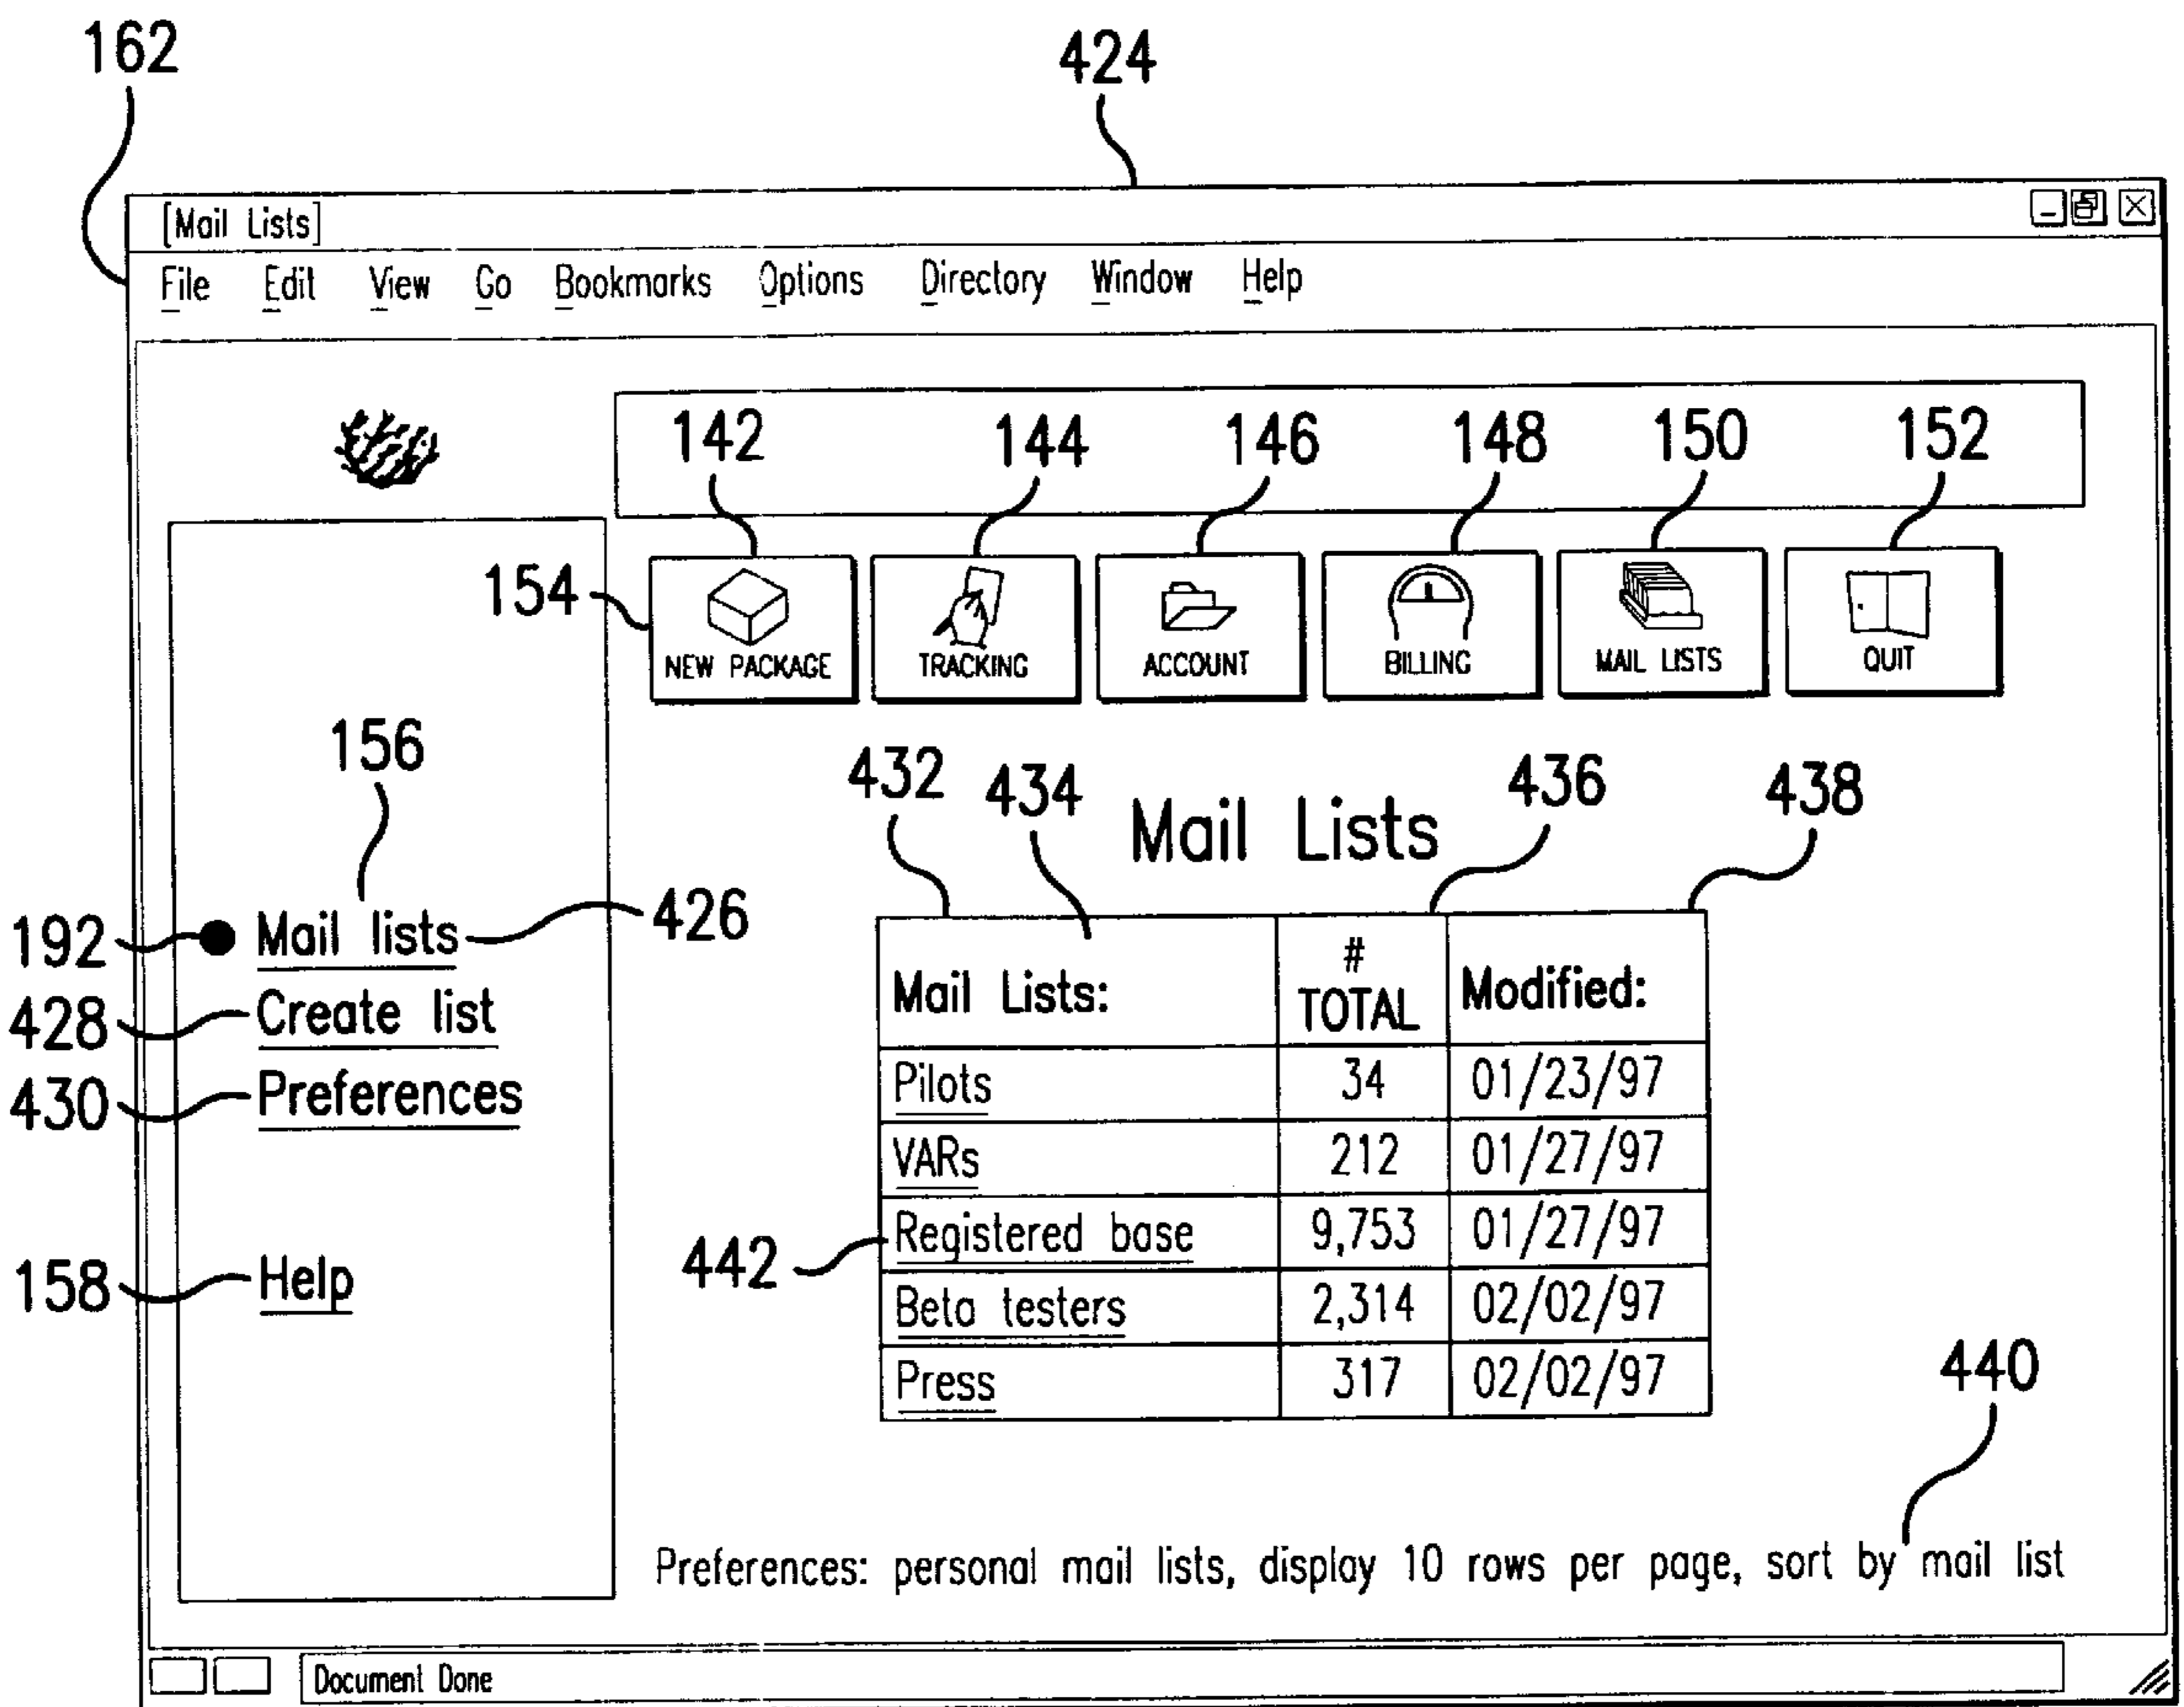 162
424
[Mail Lists]
File Edit View Go Bookmarks Options Directory Window Help
142 144 146 148 150 152
154
NEW PACKAGE TRACKING ACCOUNT BILLING MAIL LISTS QUIT
156
432 434 436 438
Mail Lists
192 Mail lists 426
428 Create list
430 Preferences
158 Help
Mail Lists: # TOTAL Modified:
Pilots 34 01/23/97
VARs 212 01/27/97
442 Registered base 9,753 01/27/97
Beta testers 2,314 02/02/97
Press 317 02/02/97
440
Preferences: personal mail lists, display 10 rows per page, sort by mail list
Document Done